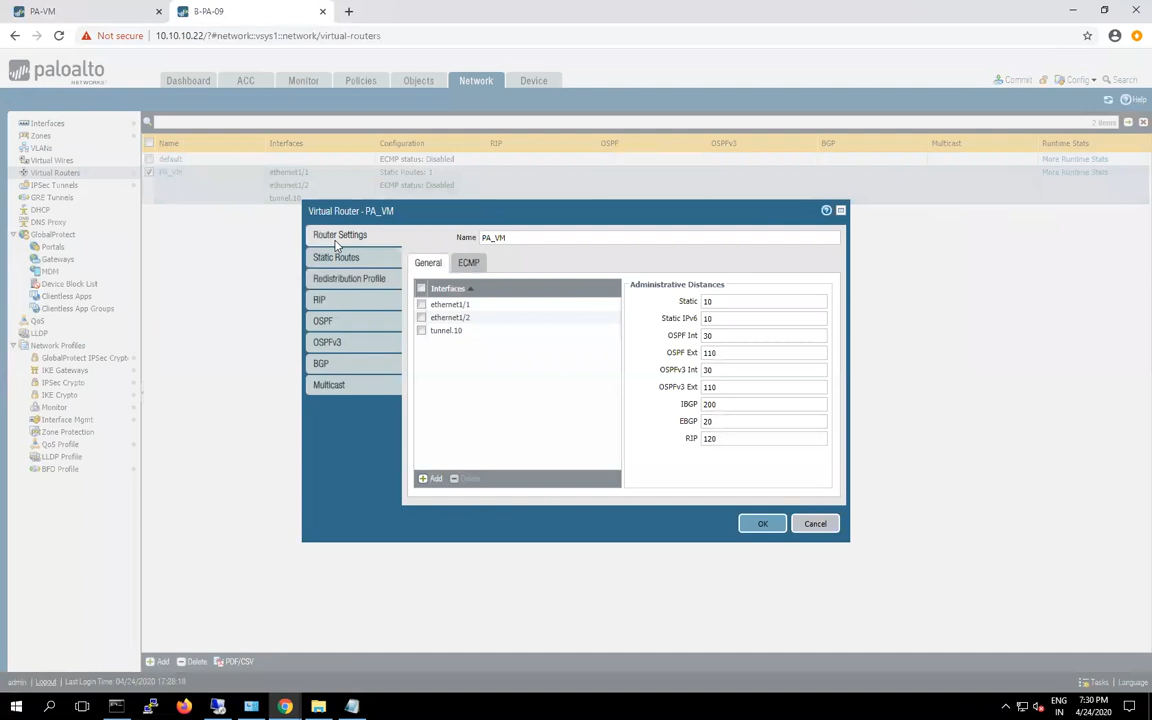 PA-VM
B-PA-09
Not secure
10.10.10.22/?#network::vsys1::network/virtual-routers
paloalto
NETWORKS
Dashboard
ACC
Monitor
Policies
Objects
Network
Device
Commit
Config
Search
Help
2 items
Interfaces
Zones
VLANs
Virtual Wires
Virtual Routers
IPSec Tunnels
GRE Tunnels
DHCP
DNS Proxy
GlobalProtect
Portals
Gateways
MDM
Device Block List
Clientless Apps
Clientless App Groups
QoS
LLDP
Network Profiles
GlobalProtect IPSec Crypt
IKE Gateways
IPSec Crypto
IKE Crypto
Monitor
Interface Mgmt
Zone Protection
QoS Profile
LLDP Profile
BFD Profile
Name
Interfaces
Configuration
RIP
OSPF
OSPFv3
BGP
Multicast
Runtime Stats
default
ECMP status: Disabled
More Runtime Stats
PA_VM
ethernet1/1
Static Routes: 1
More Runtime Stats
ethernet1/2
ECMP status: Disabled
tunnel.10
Virtual Router - PA_VM
Router Settings
Static Routes
Redistribution Profile
RIP
OSPF
OSPFv3
BGP
Multicast
Name PA_VM
General
ECMP
Interfaces
ethernet1/1
ethernet1/2
tunnel.10
Add
Delete
Administrative Distances
Static 10
Static IPv6 10
OSPF Int 30
OSPF Ext 110
OSPFv3 Int 30
OSPFv3 Ext 110
IBGP 200
EBGP 20
RIP 120
OK
Cancel
Add
Delete
PDF/CSV
admin
Logout
Last Login Time: 04/24/2020 17:28:18
Tasks
Language
ENG
IN
7:30 PM
4/24/2020